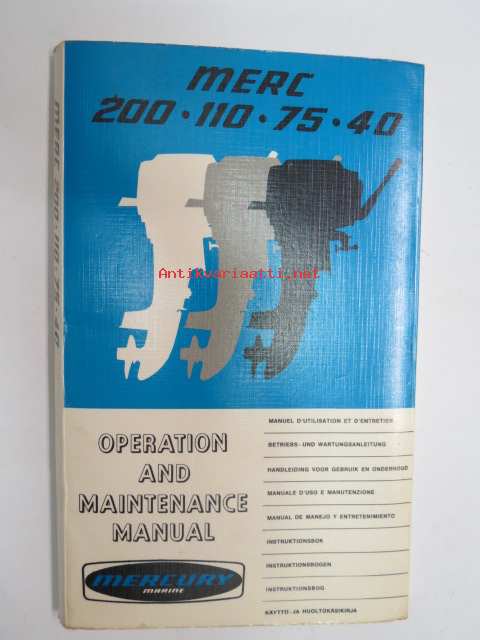 MERC
200·110·75·40
MERC 200·110·75·40
Antikvariaatti.net
OPERATION
AND
MAINTENANCE
MANUAL
MERCURY
MARINE
MANUEL D'UTILISATION ET D'ENTRETIEN
BETRIEBS- UND WARTUNGSANLEITUNG
HANDLEIDING VOOR GEBRUIK EN ONDERHOUD
MANUALE D'USO E MANUTENZIONE
MANUAL DE MANEJO Y ENTRETENIMIENTO
INSTRUKTIONSBOK
INSTRUKTIONSBOGEN
INSTRUKTIONSBOG
KÄYTTO- JA HUOLTOKÄSIKIRJA